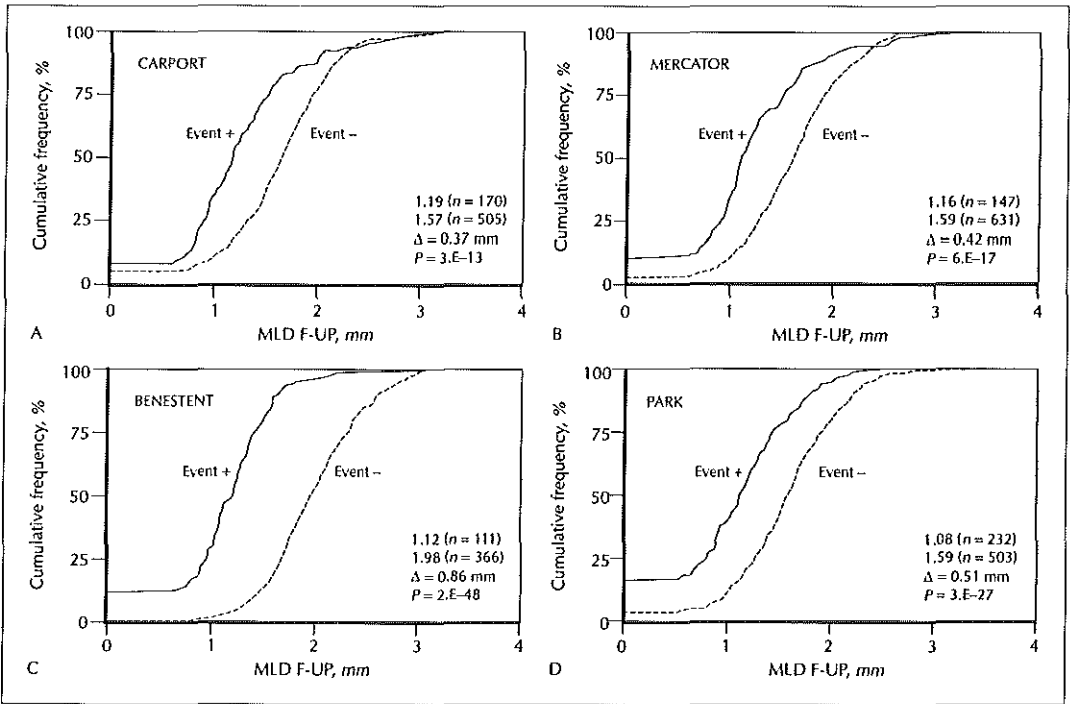 CARPORT
Cumulative frequency, %
100
75
50
25
0
Event +
Event –
1.19 (n = 170)
1.57 (n = 505)
Δ = 0.37 mm
P = 3.E–13
0 1 2 3 4
A
MLD F-UP, mm
MERCATOR
Cumulative frequency, %
100
75
50
25
0
Event +
Event –
1.16 (n = 147)
1.59 (n = 631)
Δ = 0.42 mm
P = 6.E–17
0 1 2 3 4
B
MLD F-UP, mm
BENESTENT
Cumulative frequency, %
100
75
50
25
0
Event +
Event –
1.12 (n = 111)
1.98 (n = 366)
Δ = 0.86 mm
P = 2.E–48
0 1 2 3 4
C
MLD F-UP, mm
PARK
Cumulative frequency, %
100
75
50
25
0
Event +
Event –
1.08 (n = 232)
1.59 (n = 503)
Δ = 0.51 mm
P = 3.E–27
0 1 2 3 4
D
MLD F-UP, mm